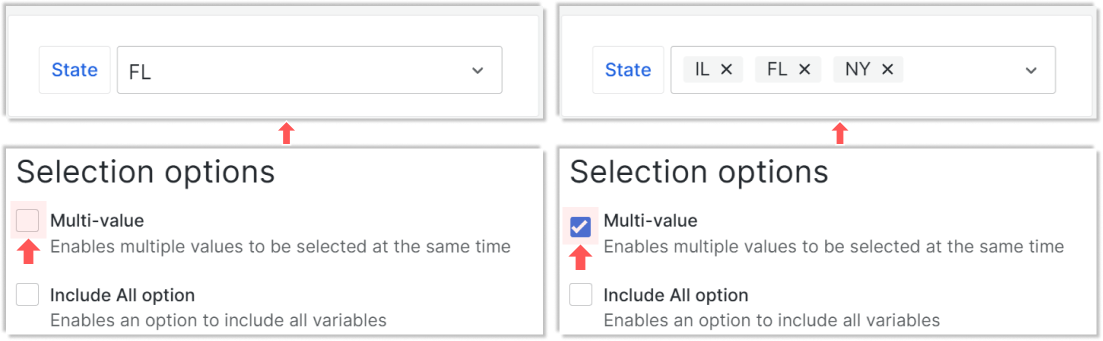 State FL
State IL × FL × NY ×
Selection options
Multi-value
Enables multiple values to be selected at the same time
Include All option
Enables an option to include all variables
Selection options
Multi-value
Enables multiple values to be selected at the same time
Include All option
Enables an option to include all variables